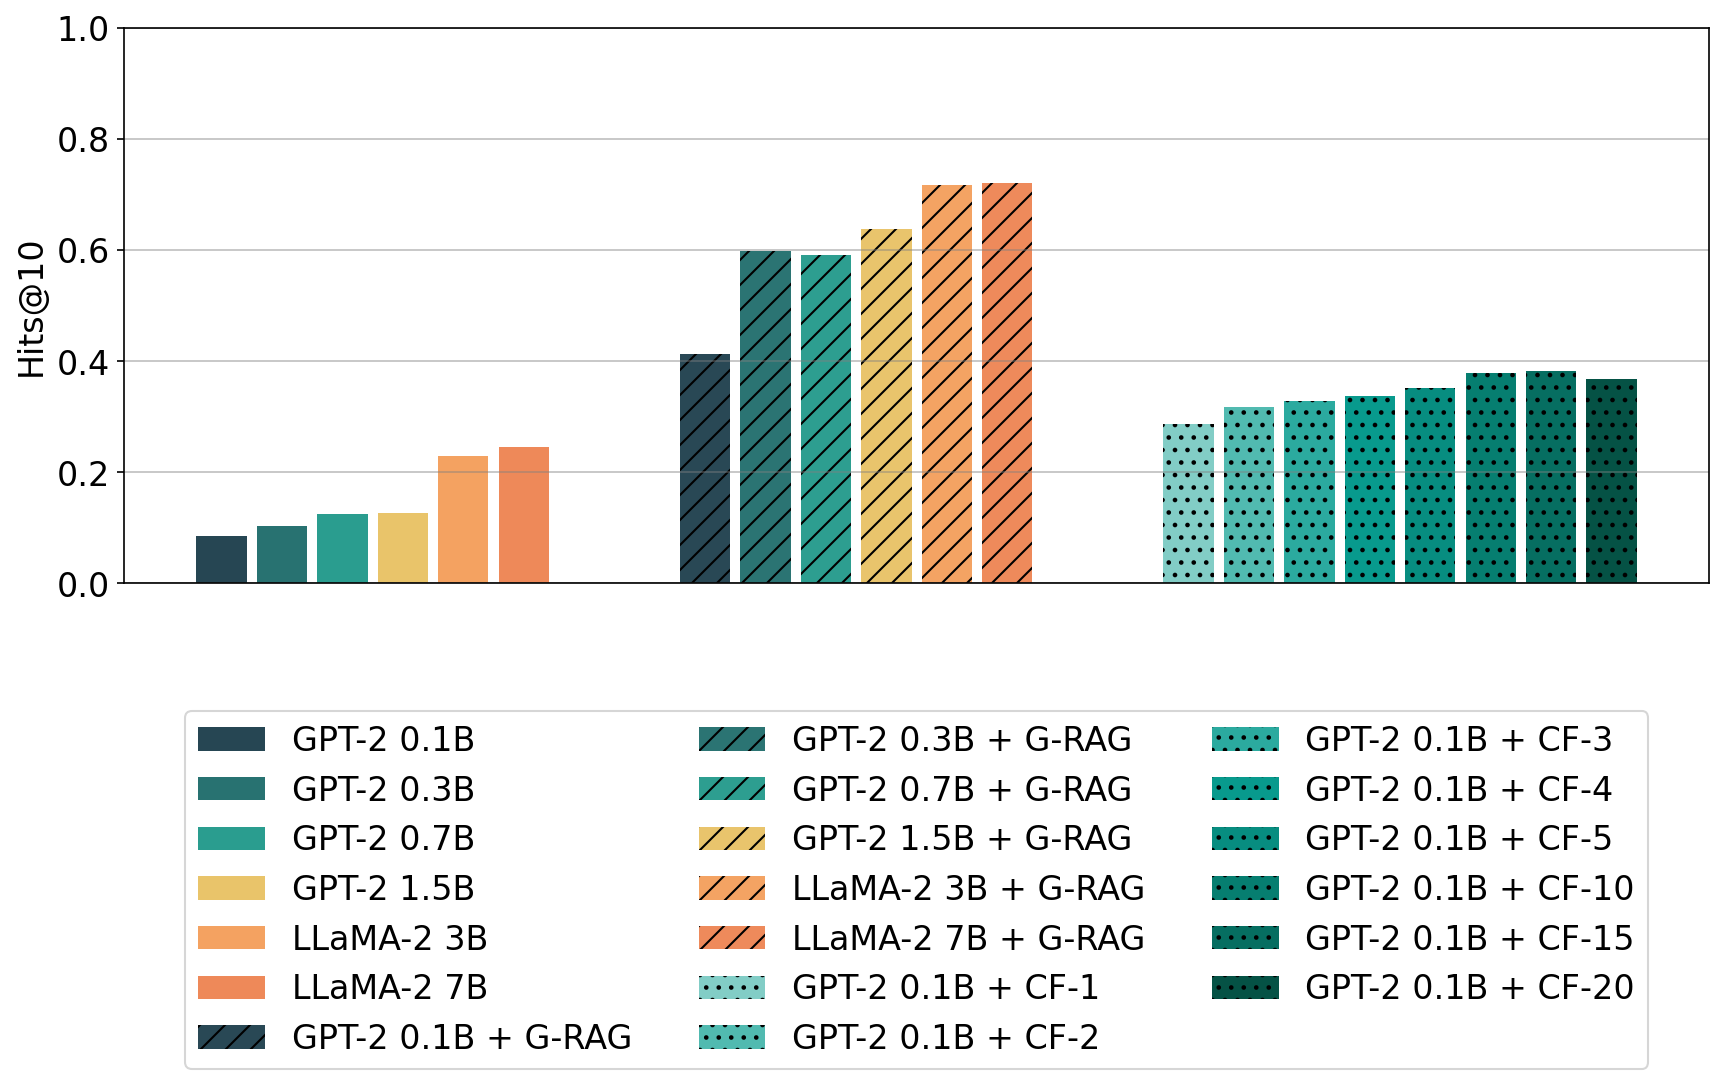 1.0
0.8
0.6
0.4
0.2
0.0
Hits@10
GPT-2 0.1B
GPT-2 0.3B
GPT-2 0.7B
GPT-2 1.5B
LLaMA-2 3B
LLaMA-2 7B
GPT-2 0.1B + G-RAG
GPT-2 0.3B + G-RAG
GPT-2 0.7B + G-RAG
GPT-2 1.5B + G-RAG
LLaMA-2 3B + G-RAG
LLaMA-2 7B + G-RAG
GPT-2 0.1B + CF-1
GPT-2 0.1B + CF-2
GPT-2 0.1B + CF-3
GPT-2 0.1B + CF-4
GPT-2 0.1B + CF-5
GPT-2 0.1B + CF-10
GPT-2 0.1B + CF-15
GPT-2 0.1B + CF-20